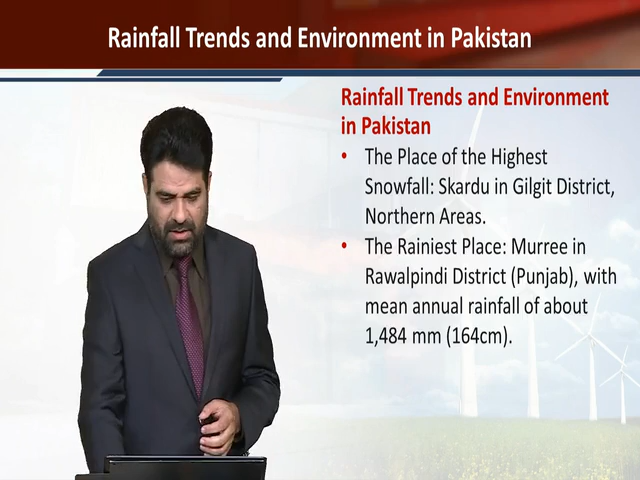 Rainfall Trends and Environment in Pakistan
Rainfall Trends and Environment
in Pakistan
• The Place of the Highest
Snowfall: Skardu in Gilgit District,
Northern Areas.
• The Rainiest Place: Murree in
Rawalpindi District (Punjab), with
mean annual rainfall of about
1,484 mm (164cm).